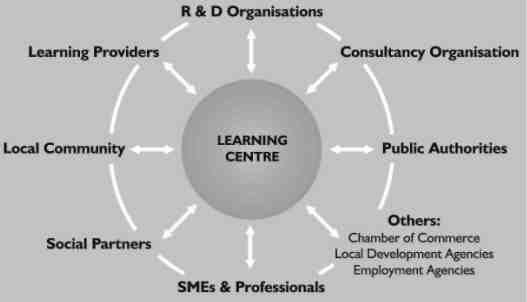 R & D Organisations
Learning Providers
Consultancy Organisation
LEARNING
CENTRE
Local Community
Public Authorities
Social Partners
Others:
Chamber of Commerce
Local Development Agencies
Employment Agencies
SMEs & Professionals